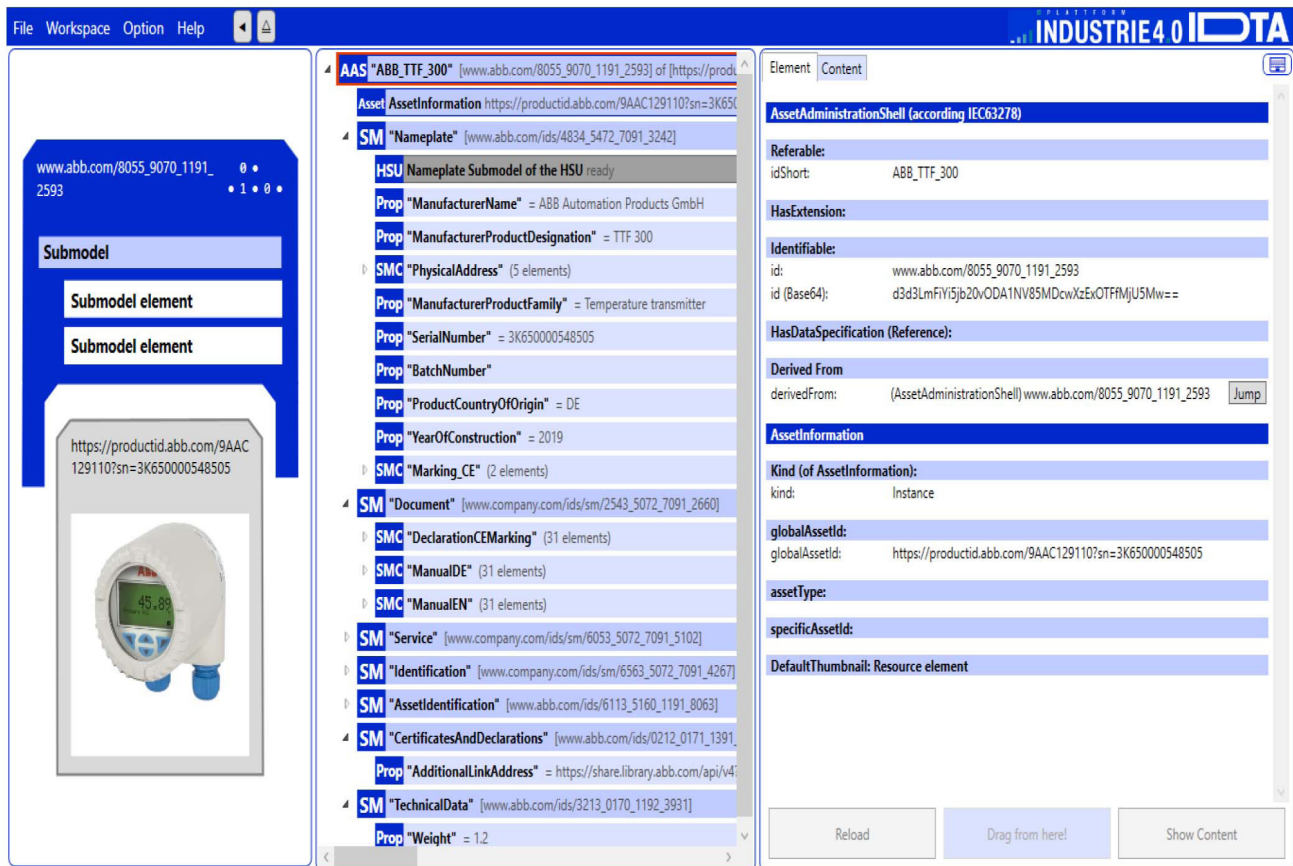 File Workspace Option Help
PLATTFORM
INDUSTRIE4.0 IDTA
www.abb.com/8055_9070_1191_
2593
0 •
• 1 • 0 •
Submodel
Submodel element
Submodel element
https://productid.abb.com/9AAC
129110?sn=3K650000548505
ABB
45.89
AAS "ABB_TTF_300" [www.abb.com/8055_9070_1191_2593] of [https://produ
Asset AssetInformation https://productid.abb.com/9AAC129110?sn=3K650
SM "Nameplate" [www.abb.com/ids/4834_5472_7091_3242]
HSU Nameplate Submodel of the HSU ready
Prop "ManufacturerName" = ABB Automation Products GmbH
Prop "ManufacturerProductDesignation" = TTF 300
SMC "PhysicalAddress" (5 elements)
Prop "ManufacturerProductFamily" = Temperature transmitter
Prop "SerialNumber" = 3K650000548505
Prop "BatchNumber"
Prop "ProductCountryOfOrigin" = DE
Prop "YearOfConstruction" = 2019
SMC "Marking_CE" (2 elements)
SM "Document" [www.company.com/ids/sm/2543_5072_7091_2660]
SMC "DeclarationCEMarking" (31 elements)
SMC "ManualDE" (31 elements)
SMC "ManualEN" (31 elements)
SM "Service" [www.company.com/ids/sm/6053_5072_7091_5102]
SM "Identification" [www.company.com/ids/sm/6563_5072_7091_4267]
SM "AssetIdentification" [www.abb.com/ids/6113_5160_1191_8063]
SM "CertificatesAndDeclarations" [www.abb.com/ids/0212_0171_1391_
Prop "AdditionalLinkAddress" = https://share.library.abb.com/api/v4?
SM "TechnicalData" [www.abb.com/ids/3213_0170_1192_3931]
Prop "Weight" = 1.2
Element Content
AssetAdministrationShell (according IEC63278)
Referable:
idShort: ABB_TTF_300
HasExtension:
Identifiable:
id: www.abb.com/8055_9070_1191_2593
id (Base64): d3d3LmFiYi5jb20vODA1NV85MDcwXzExOTFfMjU5Mw==
HasDataSpecification (Reference):
Derived From
derivedFrom: (AssetAdministrationShell) www.abb.com/8055_9070_1191_2593 Jump
AssetInformation
Kind (of AssetInformation):
kind: Instance
globalAssetId:
globalAssetId: https://productid.abb.com/9AAC129110?sn=3K650000548505
assetType:
specificAssetId:
DefaultThumbnail: Resource element
Reload Drag from here! Show Content